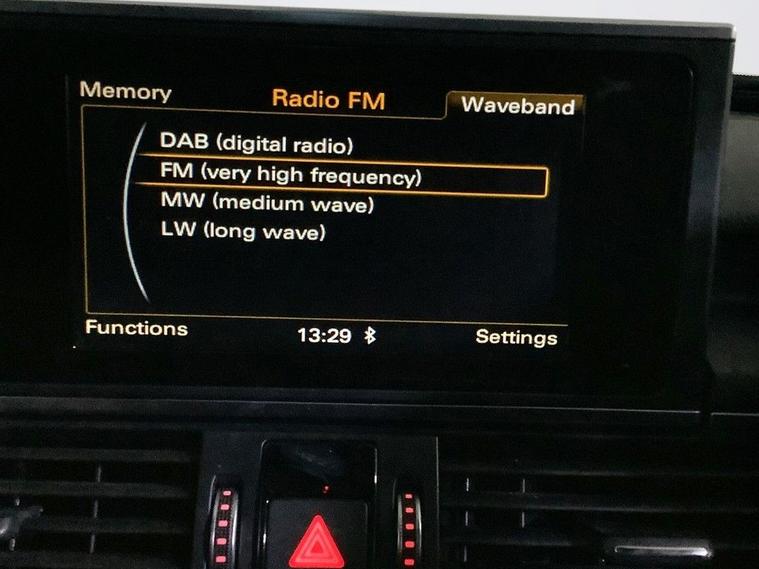 Memory Radio FM Waveband
DAB (digital radio)
FM (very high frequency)
MW (medium wave)
LW (long wave)
Functions 13:29 Settings